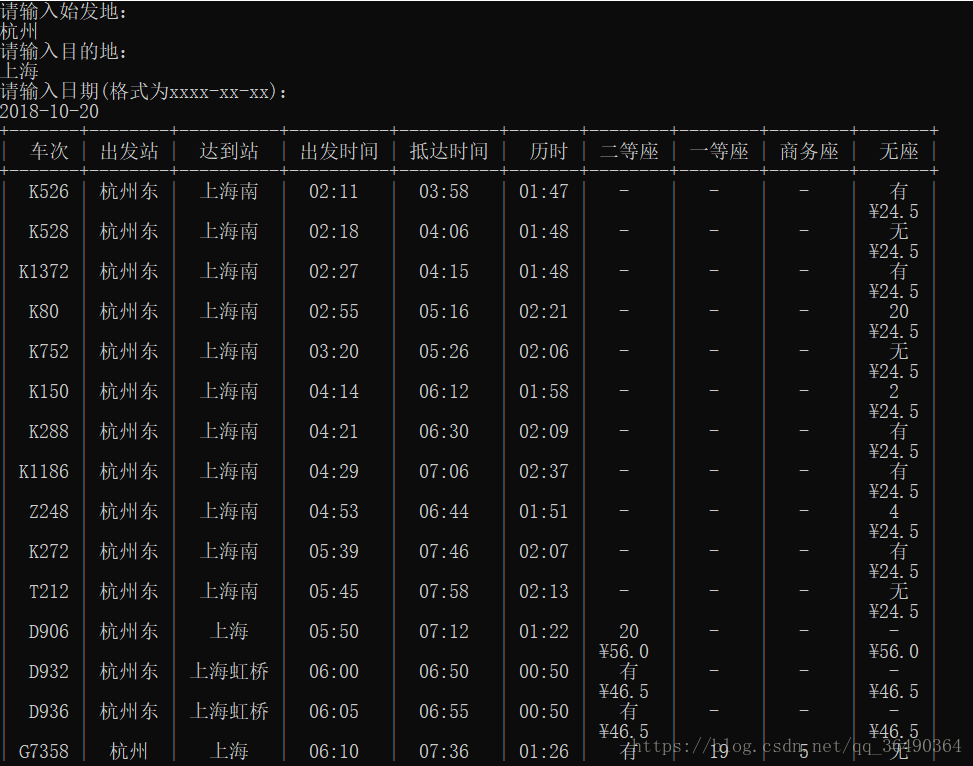 请输入始发地：
杭州
请输入目的地：
上海
请输入日期(格式为xxxx-xx-xx)：
2018-10-20
车次 出发站 达到站 出发时间 抵达时间 历时 二等座 一等座 商务座 无座
K526 杭州东 上海南 02:11 03:58 01:47 - - - 有
¥24.5
K528 杭州东 上海南 02:18 04:06 01:48 - - - 无
¥24.5
K1372 杭州东 上海南 02:27 04:15 01:48 - - - 有
¥24.5
K80 杭州东 上海南 02:55 05:16 02:21 - - - 20
¥24.5
K752 杭州东 上海南 03:20 05:26 02:06 - - - 无
¥24.5
K150 杭州东 上海南 04:14 06:12 01:58 - - - 2
¥24.5
K288 杭州东 上海南 04:21 06:30 02:09 - - - 有
¥24.5
K1186 杭州东 上海南 04:29 07:06 02:37 - - - 有
¥24.5
Z248 杭州东 上海南 04:53 06:44 01:51 - - - 4
¥24.5
K272 杭州东 上海南 05:39 07:46 02:07 - - - 有
¥24.5
T212 杭州东 上海南 05:45 07:58 02:13 - - - 无
¥24.5
D906 杭州东 上海 05:50 07:12 01:22 20 - - -
¥56.0 ¥56.0
D932 杭州东 上海虹桥 06:00 06:50 00:50 有 - - -
¥46.5 ¥46.5
D936 杭州东 上海虹桥 06:05 06:55 00:50 有 - - -
¥46.5 ¥46.5
G7358 杭州 上海 06:10 07:36 01:26 有 19 5 无
https://blog.csdn.net/qq_36490364